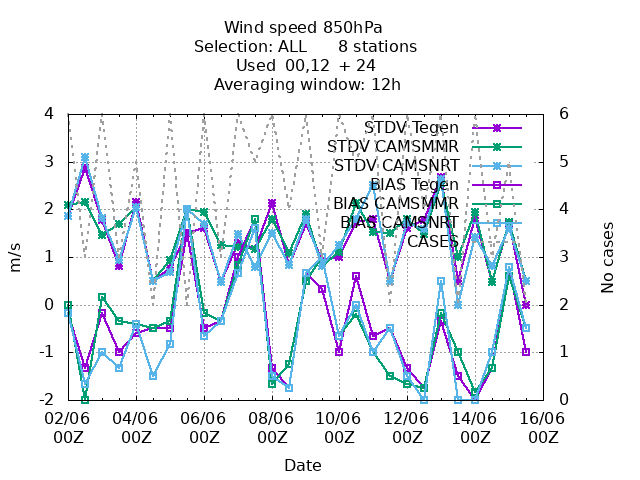 Wind speed 850hPa
Selection: ALL 8 stations
Used 00,12 + 24
Averaging window: 12h
4
3
2
1
0
-1
-2
6
5
4
3
2
1
0
m/s
No cases
STDV Tegen
STDV CAMSMMR
STDV CAMSNRT
BIAS Tegen
BIAS CAMSMMR
BIAS CAMSNRT
CASES
02/06 04/06 06/06 08/06 10/06 12/06 14/06 16/06
00Z 00Z 00Z 00Z 00Z 00Z 00Z 00Z
Date